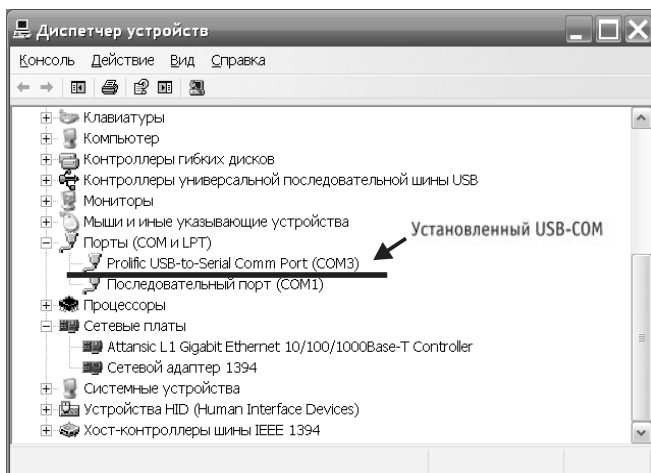 Диспетчер устройств
Консоль Действие Вид Справка
Клавиатуры
Компьютер
Контроллеры гибких дисков
Контроллеры универсальной последовательной шины USB
Мониторы
Мыши и иные указывающие устройства
Установленный USB-COM
Порты (COM и LPT)
Prolific USB-to-Serial Comm Port (COM3)
Последовательный порт (COM1)
Процессоры
Сетевые платы
Attansic L1 Gigabit Ethernet 10/100/1000Base-T Controller
Сетевой адаптер 1394
Системные устройства
Устройства HID (Human Interface Devices)
Хост-контроллеры шины IEEE 1394